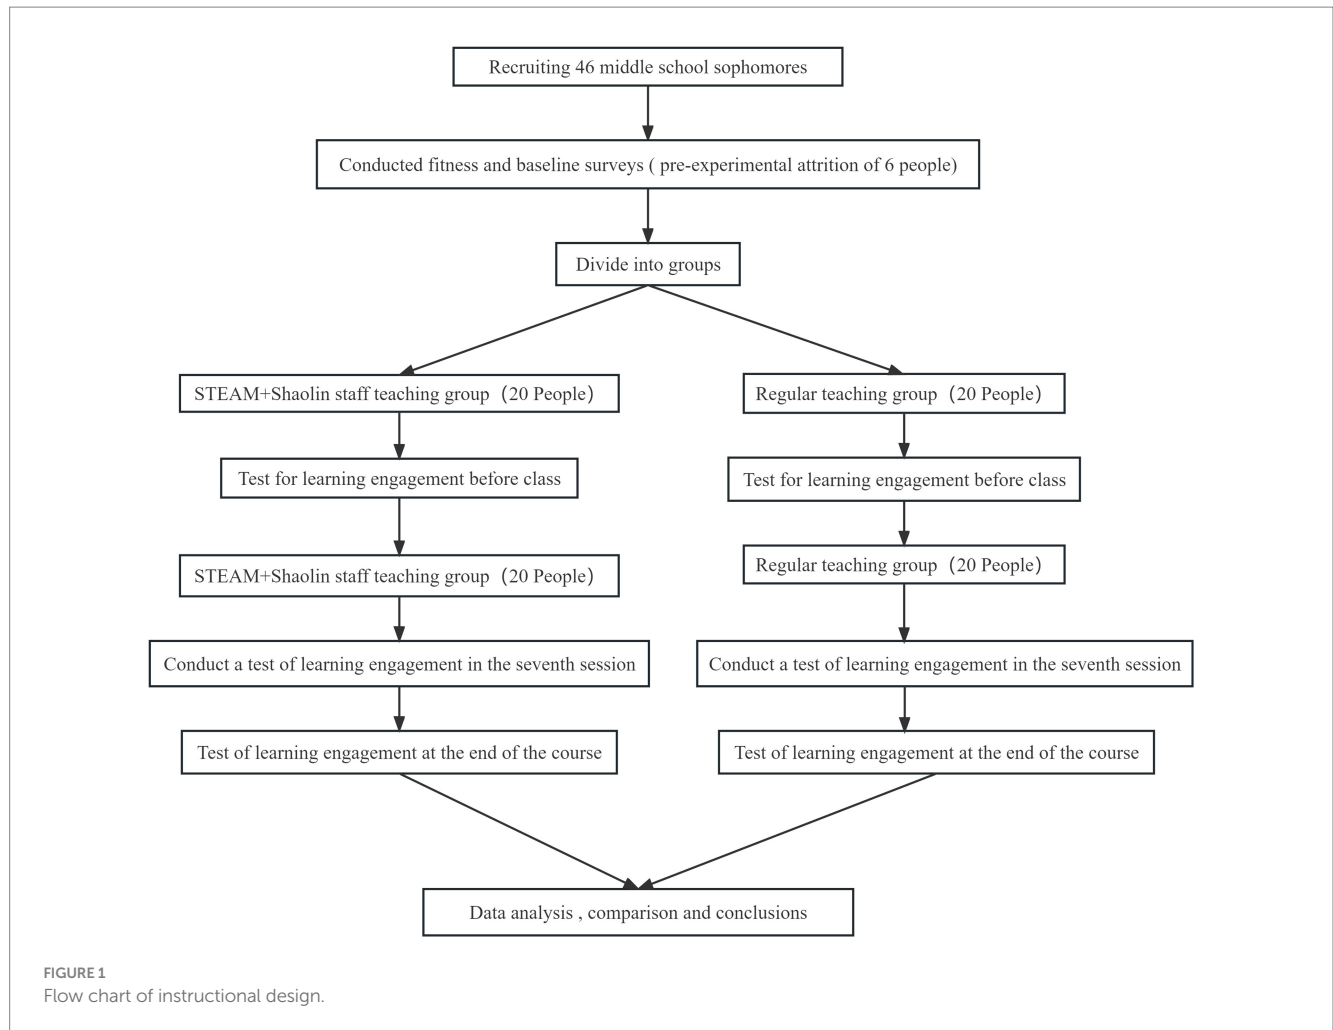 Recruiting 46 middle school sophomores
Conducted fitness and baseline surveys ( pre-experimental attrition of 6 people)
Divide into groups
STEAM+Shaolin staff teaching group（20 People）
Regular teaching group（20 People）
Test for learning engagement before class
Test for learning engagement before class
STEAM+Shaolin staff teaching group（20 People）
Regular teaching group（20 People）
Conduct a test of learning engagement in the seventh session
Conduct a test of learning engagement in the seventh session
Test of learning engagement at the end of the course
Test of learning engagement at the end of the course
Data analysis , comparison and conclusions
FIGURE 1
Flow chart of instructional design.